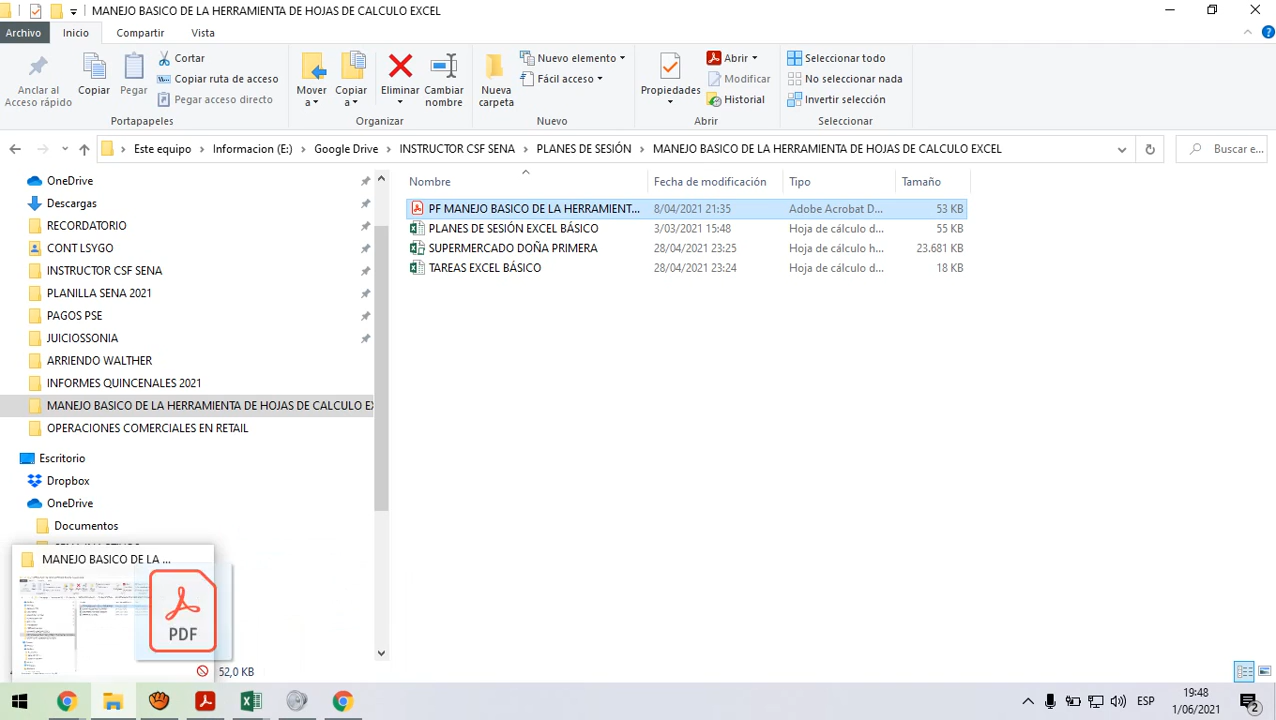 MANEJO BASICO DE LA HERRAMIENTA DE HOJAS DE CALCULO EXCEL
Archivo Inicio Compartir Vista
Anclar al Acceso rápido
Copiar
Pegar
Cortar
Copiar ruta de acceso
Pegar acceso directo
Portapapeles
Mover a
Copiar a
Eliminar
Cambiar nombre
Organizar
Nueva carpeta
Nuevo elemento
Fácil acceso
Nuevo
Propiedades
Abrir
Modificar
Historial
Abrir
Seleccionar todo
No seleccionar nada
Invertir selección
Seleccionar
Este equipo Informacion (E:) Google Drive INSTRUCTOR CSF SENA PLANES DE SESIÓN MANEJO BASICO DE LA HERRAMIENTA DE HOJAS DE CALCULO EXCEL
Buscar e...
OneDrive
Descargas
RECORDATORIO
CONT LSYGO
INSTRUCTOR CSF SENA
PLANILLA SENA 2021
PAGOS PSE
JUICIOSSONIA
ARRIENDO WALTHER
INFORMES QUINCENALES 2021
MANEJO BASICO DE LA HERRAMIENTA DE HOJAS DE CALCULO EX
OPERACIONES COMERCIALES EN RETAIL
Escritorio
Dropbox
OneDrive
Documentos
Nombre Fecha de modificación Tipo Tamaño
PF MANEJO BASICO DE LA HERRAMIENT... 8/04/2021 21:35 Adobe Acrobat D... 53 KB
PLANES DE SESIÓN EXCEL BÁSICO 3/03/2021 15:48 Hoja de cálculo d... 55 KB
SUPERMERCADO DOÑA PRIMERA 28/04/2021 23:25 Hoja de cálculo h... 23.681 KB
TAREAS EXCEL BÁSICO 28/04/2021 23:24 Hoja de cálculo d... 18 KB
MANEJO BASICO DE LA ...
PDF
52,0 KB
ESP
19:48
1/06/2021
2